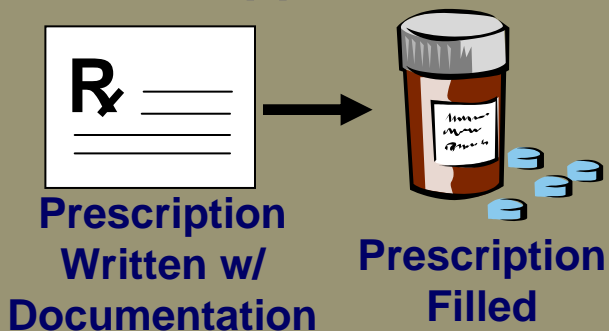 Rx
Prescription
Written w/
Documentation
Prescription
Filled